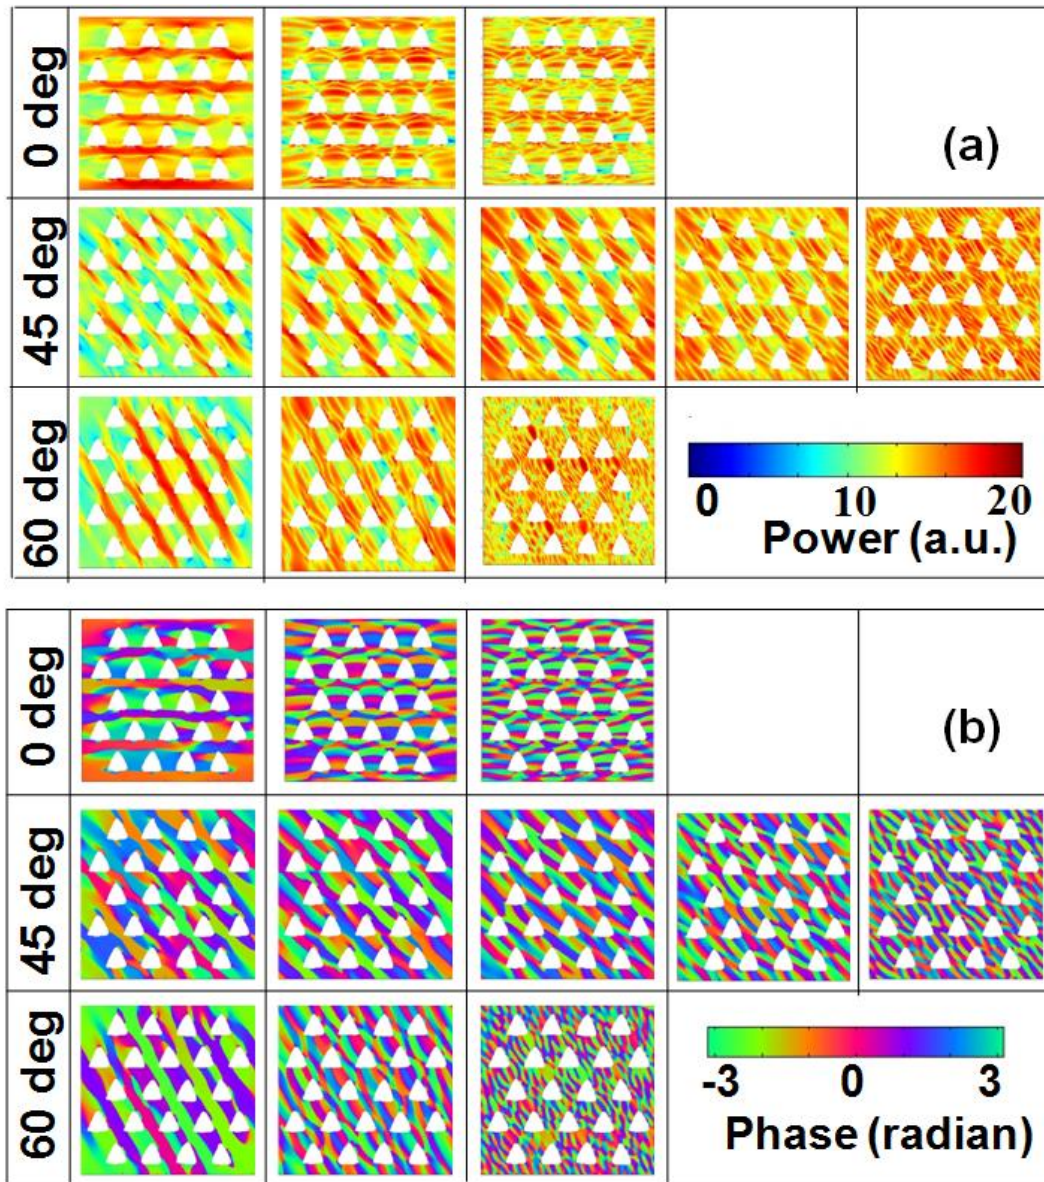 0 deg
(a)
45 deg
60 deg
0 10 20
Power (a.u.)
0 deg
(b)
45 deg
60 deg
-3 0 3
Phase (radian)